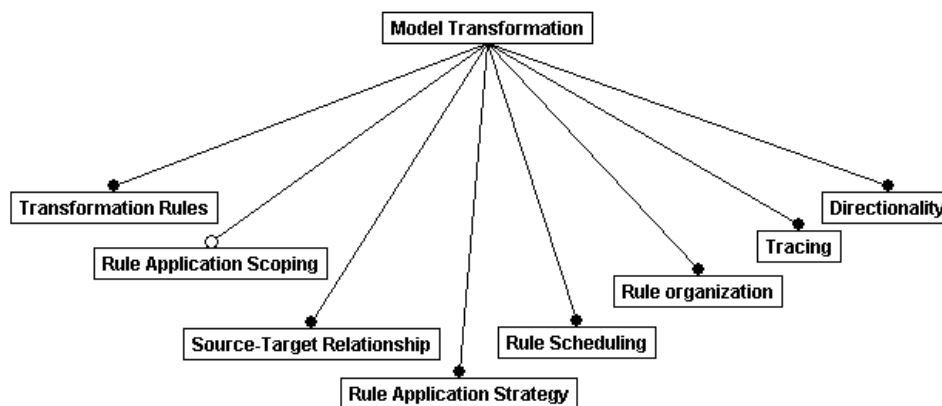 Model Transformation
Transformation Rules
Directionality
Tracing
Rule Application Scoping
Rule organization
Source-Target Relationship
Rule Scheduling
Rule Application Strategy